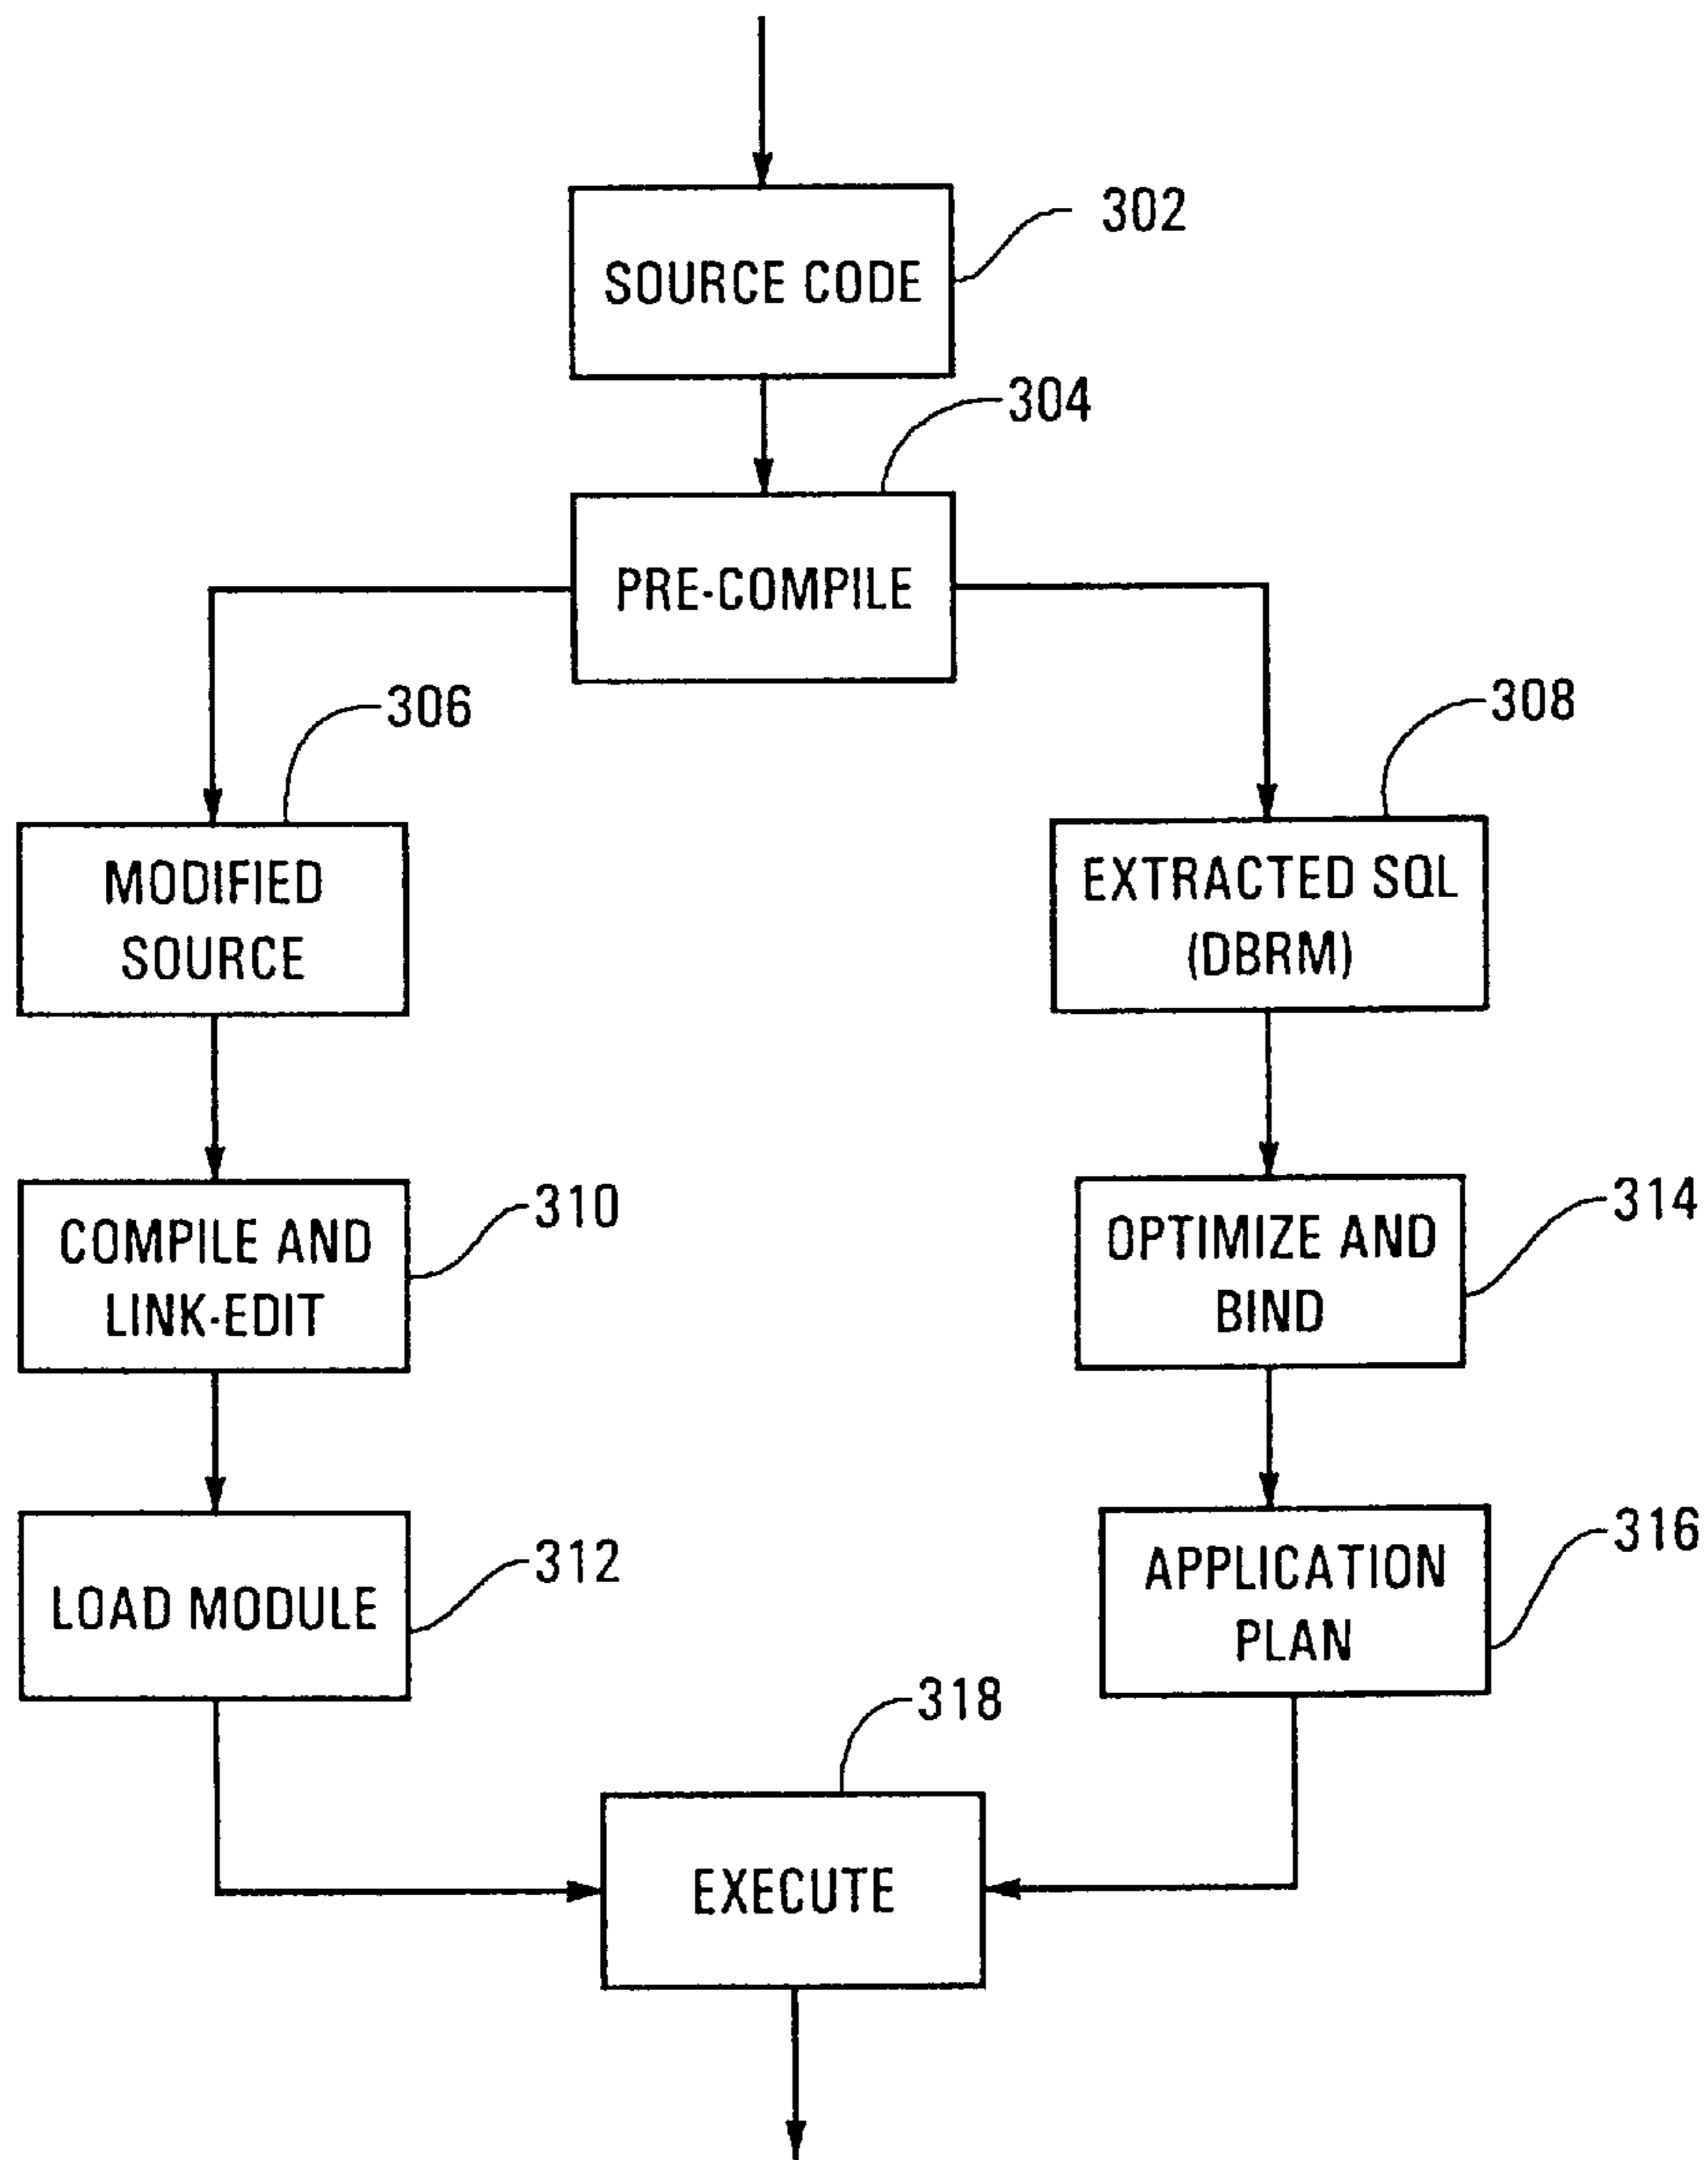 302
SOURCE CODE
304
PRE-COMPILE
306
308
MODIFIED
SOURCE
EXTRACTED SQL
(DBRM)
310
314
COMPILE AND
LINK-EDIT
OPTIMIZE AND
BIND
312
316
LOAD MODULE
APPLICATION
PLAN
318
EXECUTE